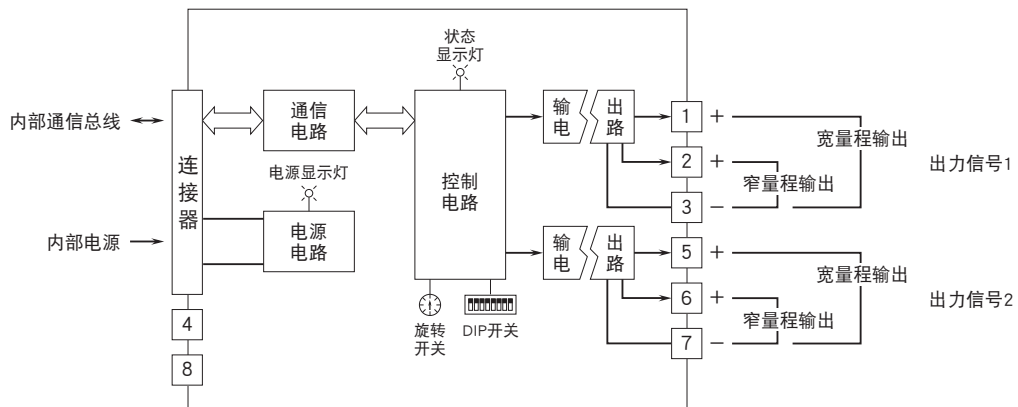 状态
显示灯
内部通信总线
连接器
通信
电路
电源显示灯
内部电源
电源
电路
控制
电路
旋转
开关
DIP开关
4
8
输 出
电 路
1 +
2 +
3 −
宽量程输出
窄量程输出
出力信号1
输 出
电 路
5 +
6 +
7 −
宽量程输出
窄量程输出
出力信号2